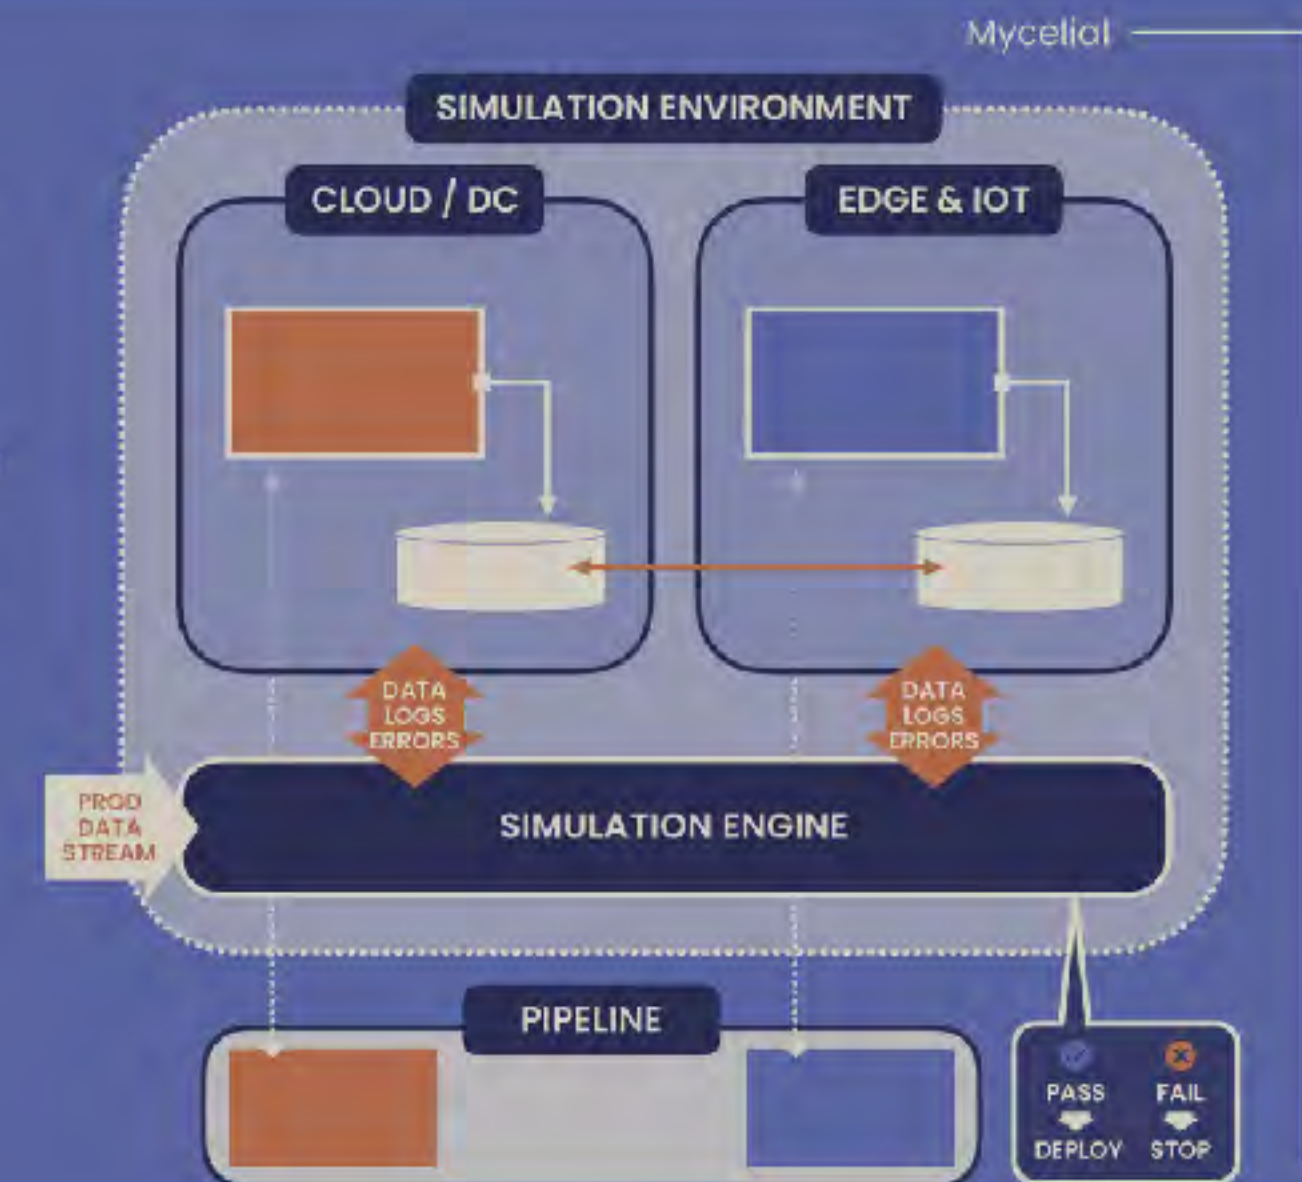 Mycelial
SIMULATION ENVIRONMENT
CLOUD / DC
EDGE & IOT
DATA
LOGS
ERRORS
DATA
LOGS
ERRORS
PROD
DATA
STREAM
SIMULATION ENGINE
PIPELINE
PASS
FAIL
DEPLOY
STOP